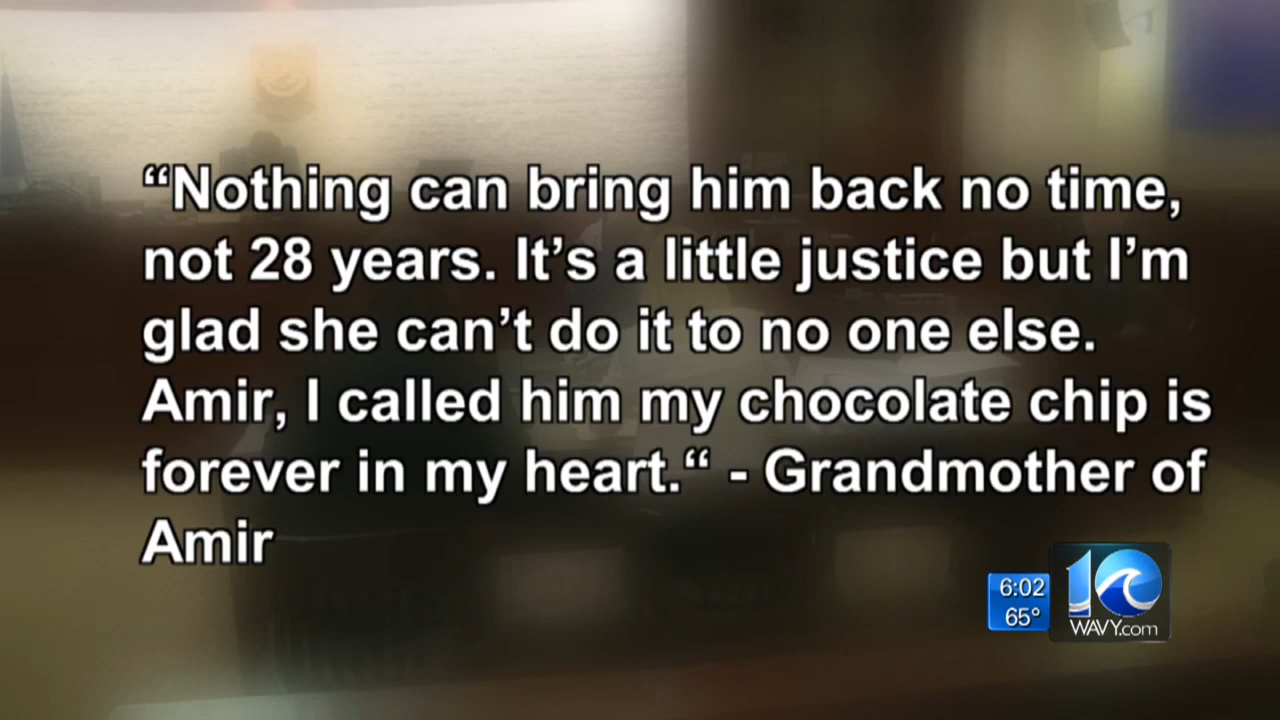 “Nothing can bring him back no time,
not 28 years. It’s a little justice but I’m
glad she can’t do it to no one else.
Amir, I called him my chocolate chip is
forever in my heart.“ - Grandmother of
Amir
6:02
65°
10
WAVY.com